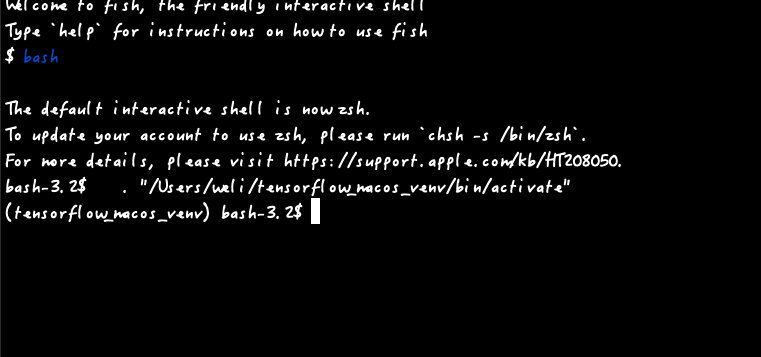 Welcome to fish, the friendly interactive shell
Type `help` for instructions on how to use fish
$ bash
The default interactive shell is now zsh.
To update your account to use zsh, please run `chsh -s /bin/zsh`.
For more details, please visit https://support.apple.com/kb/HT208050.
bash-3.2$ . "/Users/weli/tensorflow_macos_venv/bin/activate"
(tensorflow_macos_venv) bash-3.2$